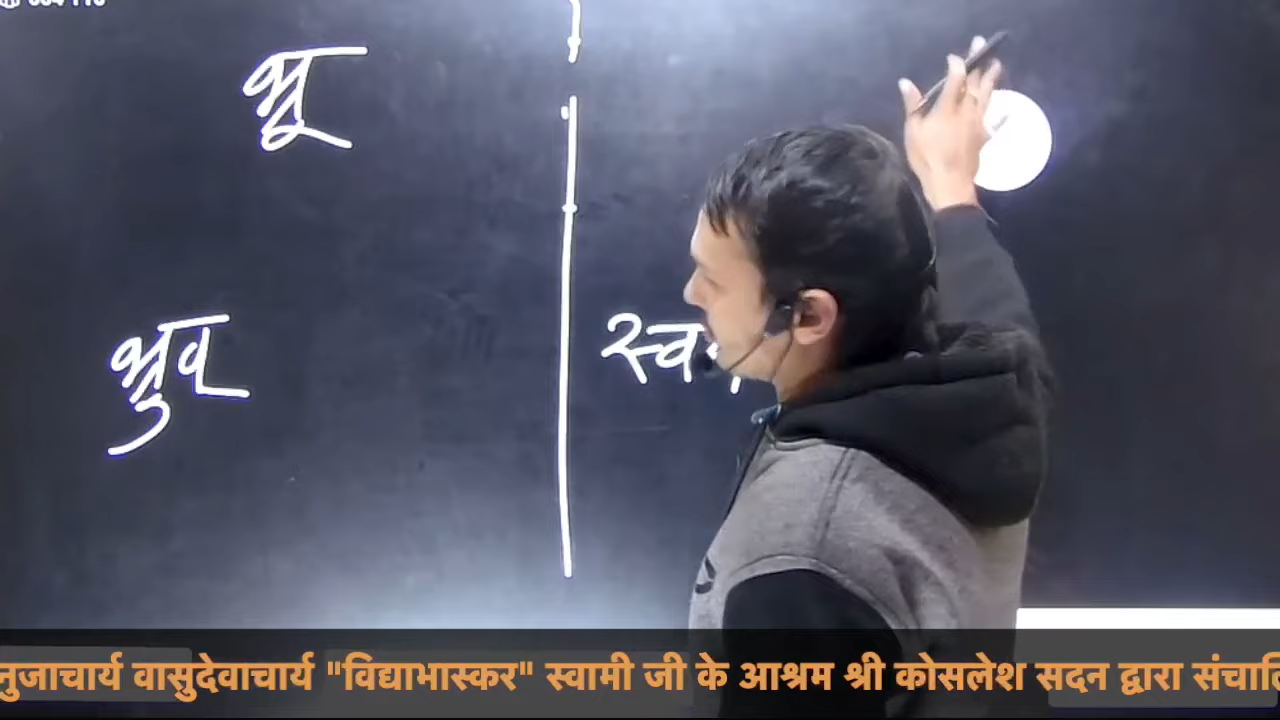 भू
भुव्
स्व
नुजाचार्य वासुदेवाचार्य "विद्याभास्कर" स्वामी जी के आश्रम श्री कोसलेश सदन द्वारा संचालि